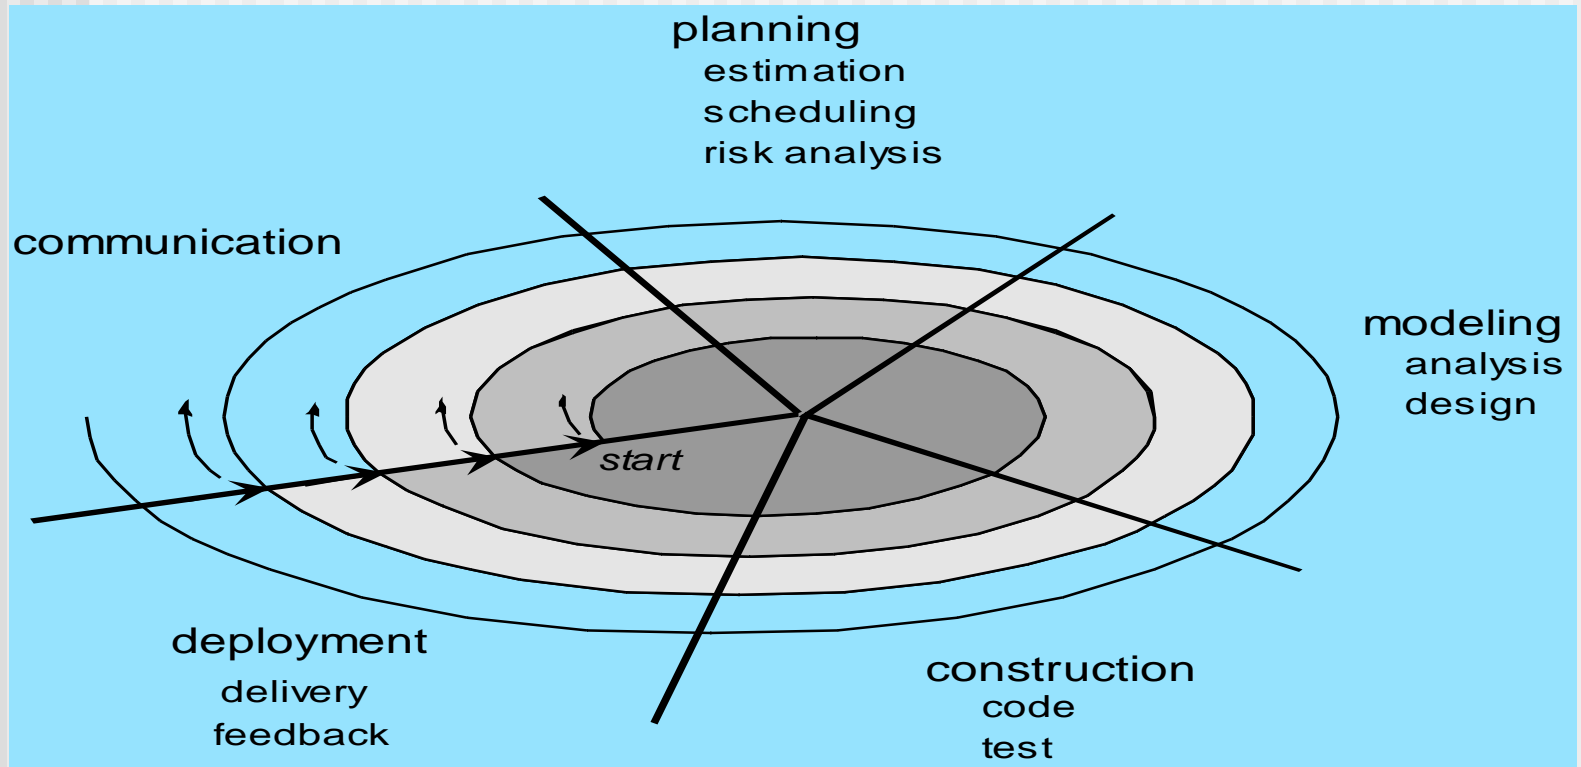 planning
estimation
scheduling
risk analysis
communication
modeling
analysis
design
start
deployment
delivery
feedback
construction
code
test